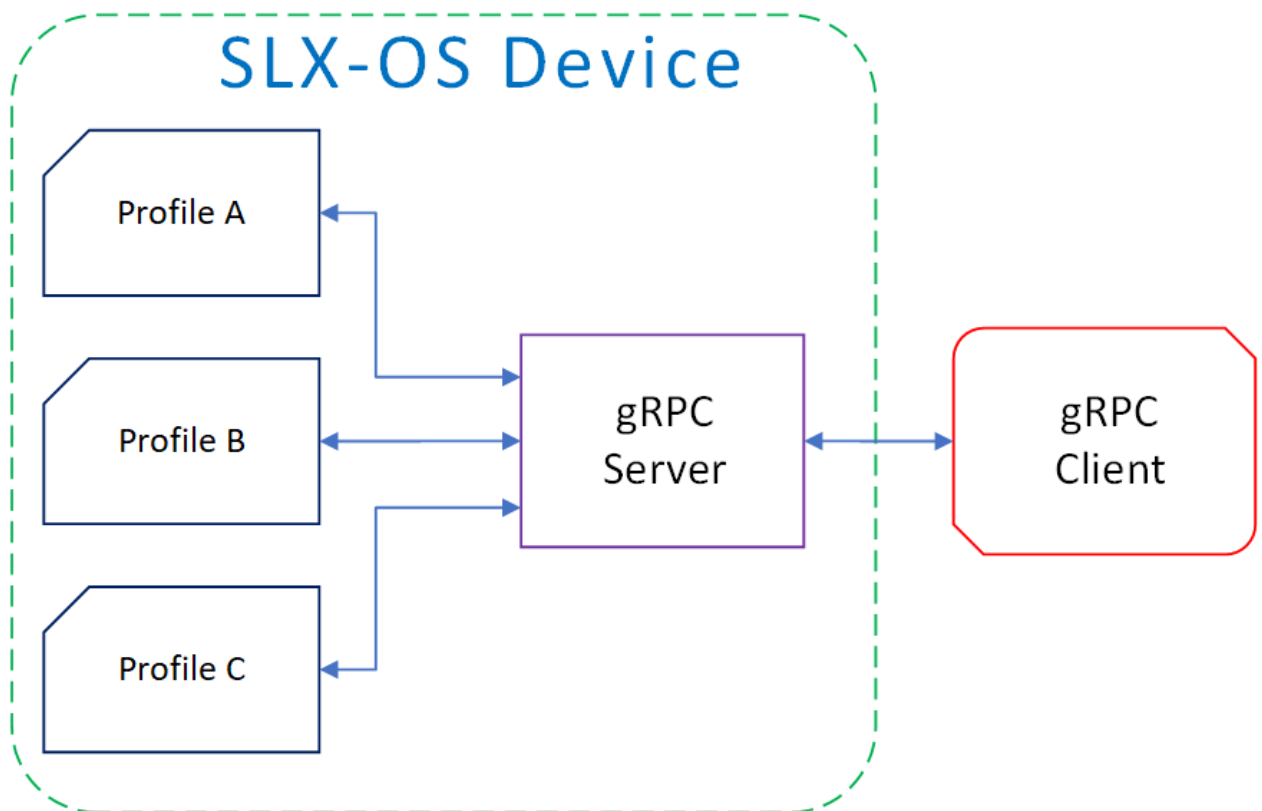 SLX-OS Device
Profile A
Profile B
Profile C
gRPC
Server
gRPC
Client